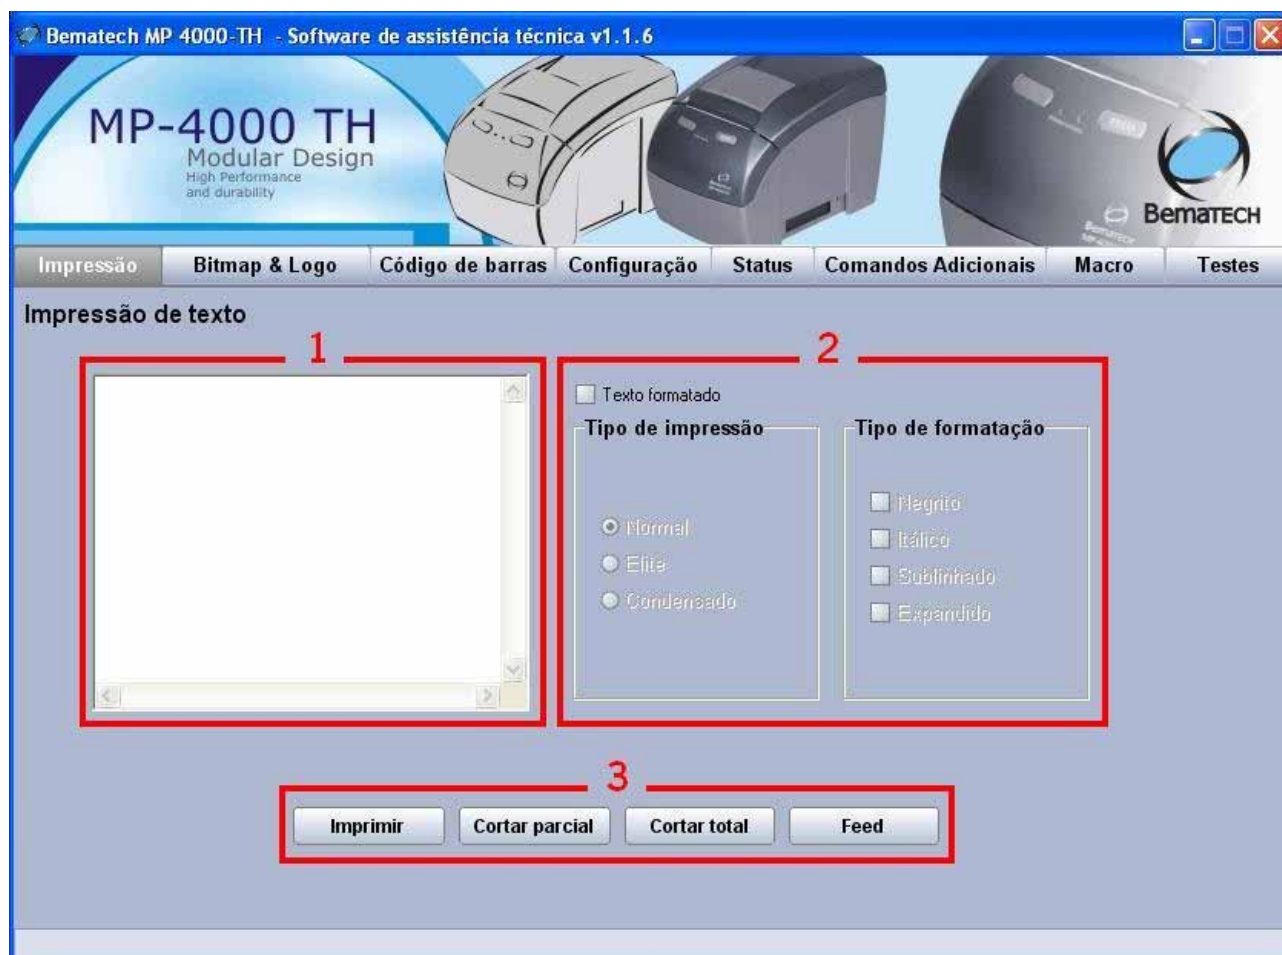 Bematech MP 4000-TH - Software de assistência técnica v1.1.6
MP-4000 TH
Modular Design
High Performance
and durability
Bematech
Impressão Bitmap & Logo Código de barras Configuração Status Comandos Adicionais Macro Testes
Impressão de texto
1
2
Texto formatado
Tipo de impressão
Normal
Elite
Condensado
Tipo de formatação
Negrito
Itálico
Sublinhado
Expandido
3
Imprimir Cortar parcial Cortar total Feed